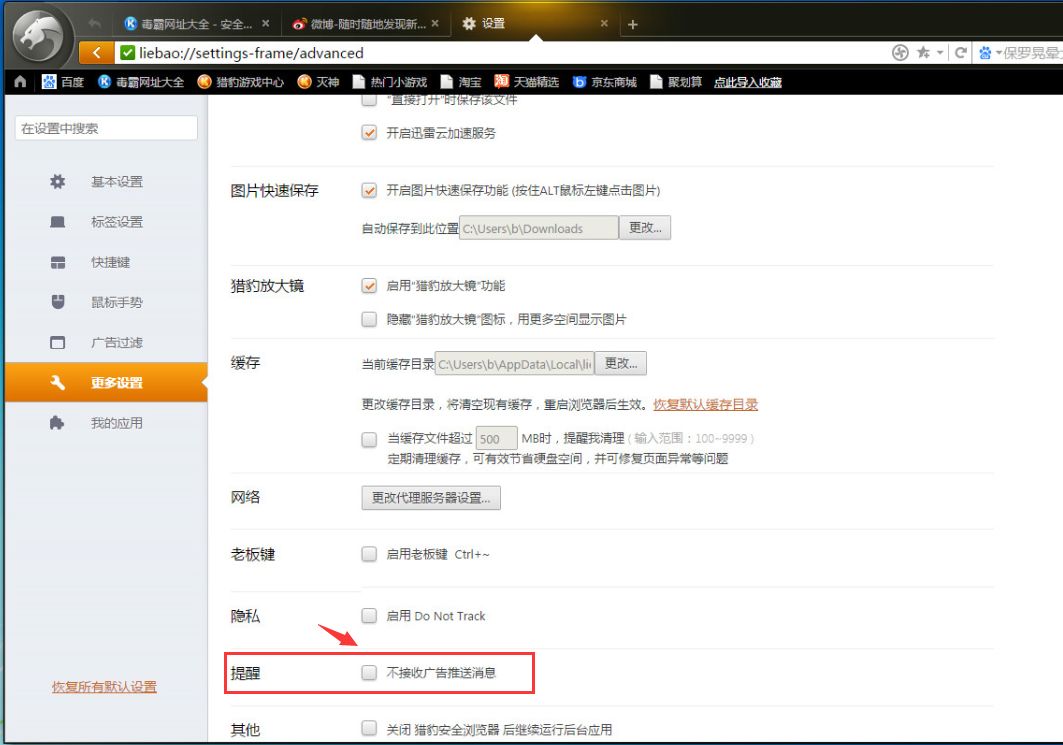 毒霸网址大全 - 安全... × 微博-随时随地发现新... × 设置 × +
liebao://settings-frame/advanced
百度 毒霸网址大全 猎豹游戏中心 灭神 热门小游戏 淘宝 天猫精选 京东商城 聚划算 点此导入收藏
在设置中搜索
基本设置
标签设置
快捷键
鼠标手势
广告过滤
更多设置
我的应用
恢复所有默认设置
"直接打开"时保存该文件
开启迅雷云加速服务
图片快速保存 开启图片快速保存功能 (按住ALT鼠标左键点击图片)
自动保存到此位置 C:\Users\b\Downloads 更改...
猎豹放大镜 启用"猎豹放大镜"功能
隐藏"猎豹放大镜"图标，用更多空间显示图片
缓存 当前缓存目录 C:\Users\b\AppData\Local\lie 更改...
更改缓存目录，将清空现有缓存，重启浏览器后生效。恢复默认缓存目录
当缓存文件超过 500 MB时，提醒我清理 ( 输入范围：100~9999 )
定期清理缓存，可有效节省硬盘空间，并可修复页面异常等问题
网络 更改代理服务器设置...
老板键 启用老板键 Ctrl+~
隐私 启用 Do Not Track
提醒 不接收广告推送消息
其他 关闭 猎豹安全浏览器 后继续运行后台应用